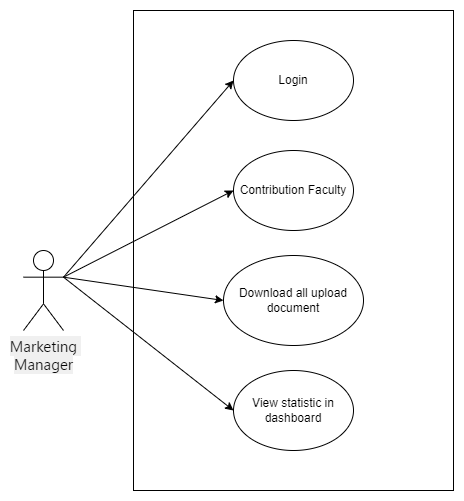 Login
Contribution Faculty
Download all upload
document
Marketing
Manager
View statistic in
dashboard